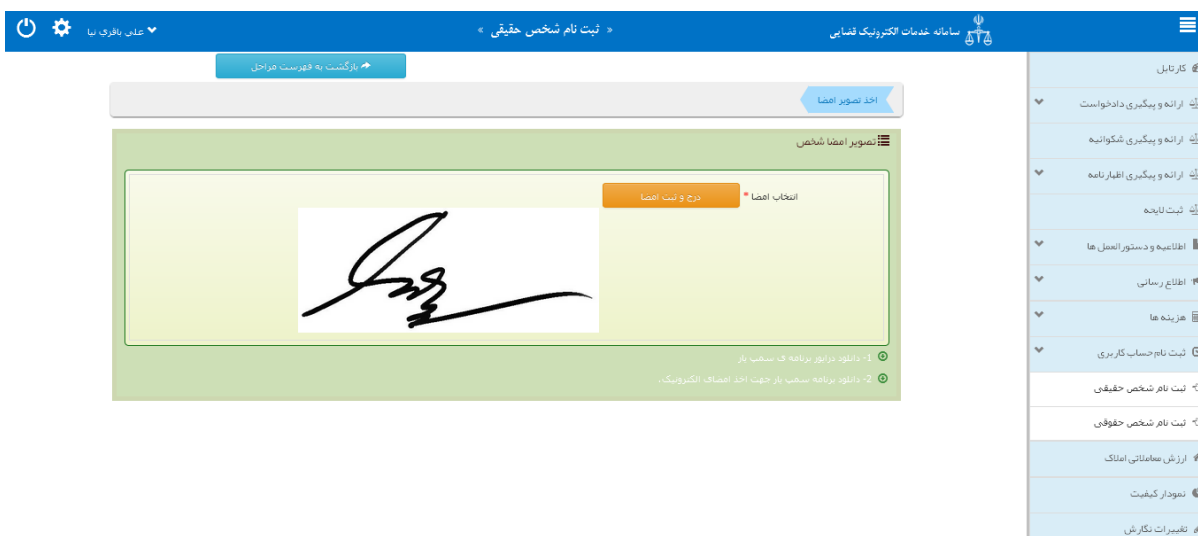 سامانه خدمات الکترونیک قضایی
« ثبت نام شخص حقیقی »
علی باقری نیا
کارتابل
ارائه و پیگیری دادخواست
ارائه و پیگیری شکوائیه
ارائه و پیگیری اظهارنامه
ثبت لایحه
اطلاعیه و دستورالعمل ها
اطلاع رسانی
هزینه ها
ثبت نام حساب کاربری
ثبت نام شخص حقیقی
ثبت نام شخص حقوقی
ارزش معاملاتی املاک
نمودار کیفیت
تغییرات نگارش
بازگشت به فهرست مراحل
اخذ تصویر امضا
تصویر امضا شخص
انتخاب امضا * درج و ثبت امضا
1- دانلود درایور برنامه ی سمپ یار
2- دانلود برنامه سمپ یار جهت اخذ امضای الکترونیک.